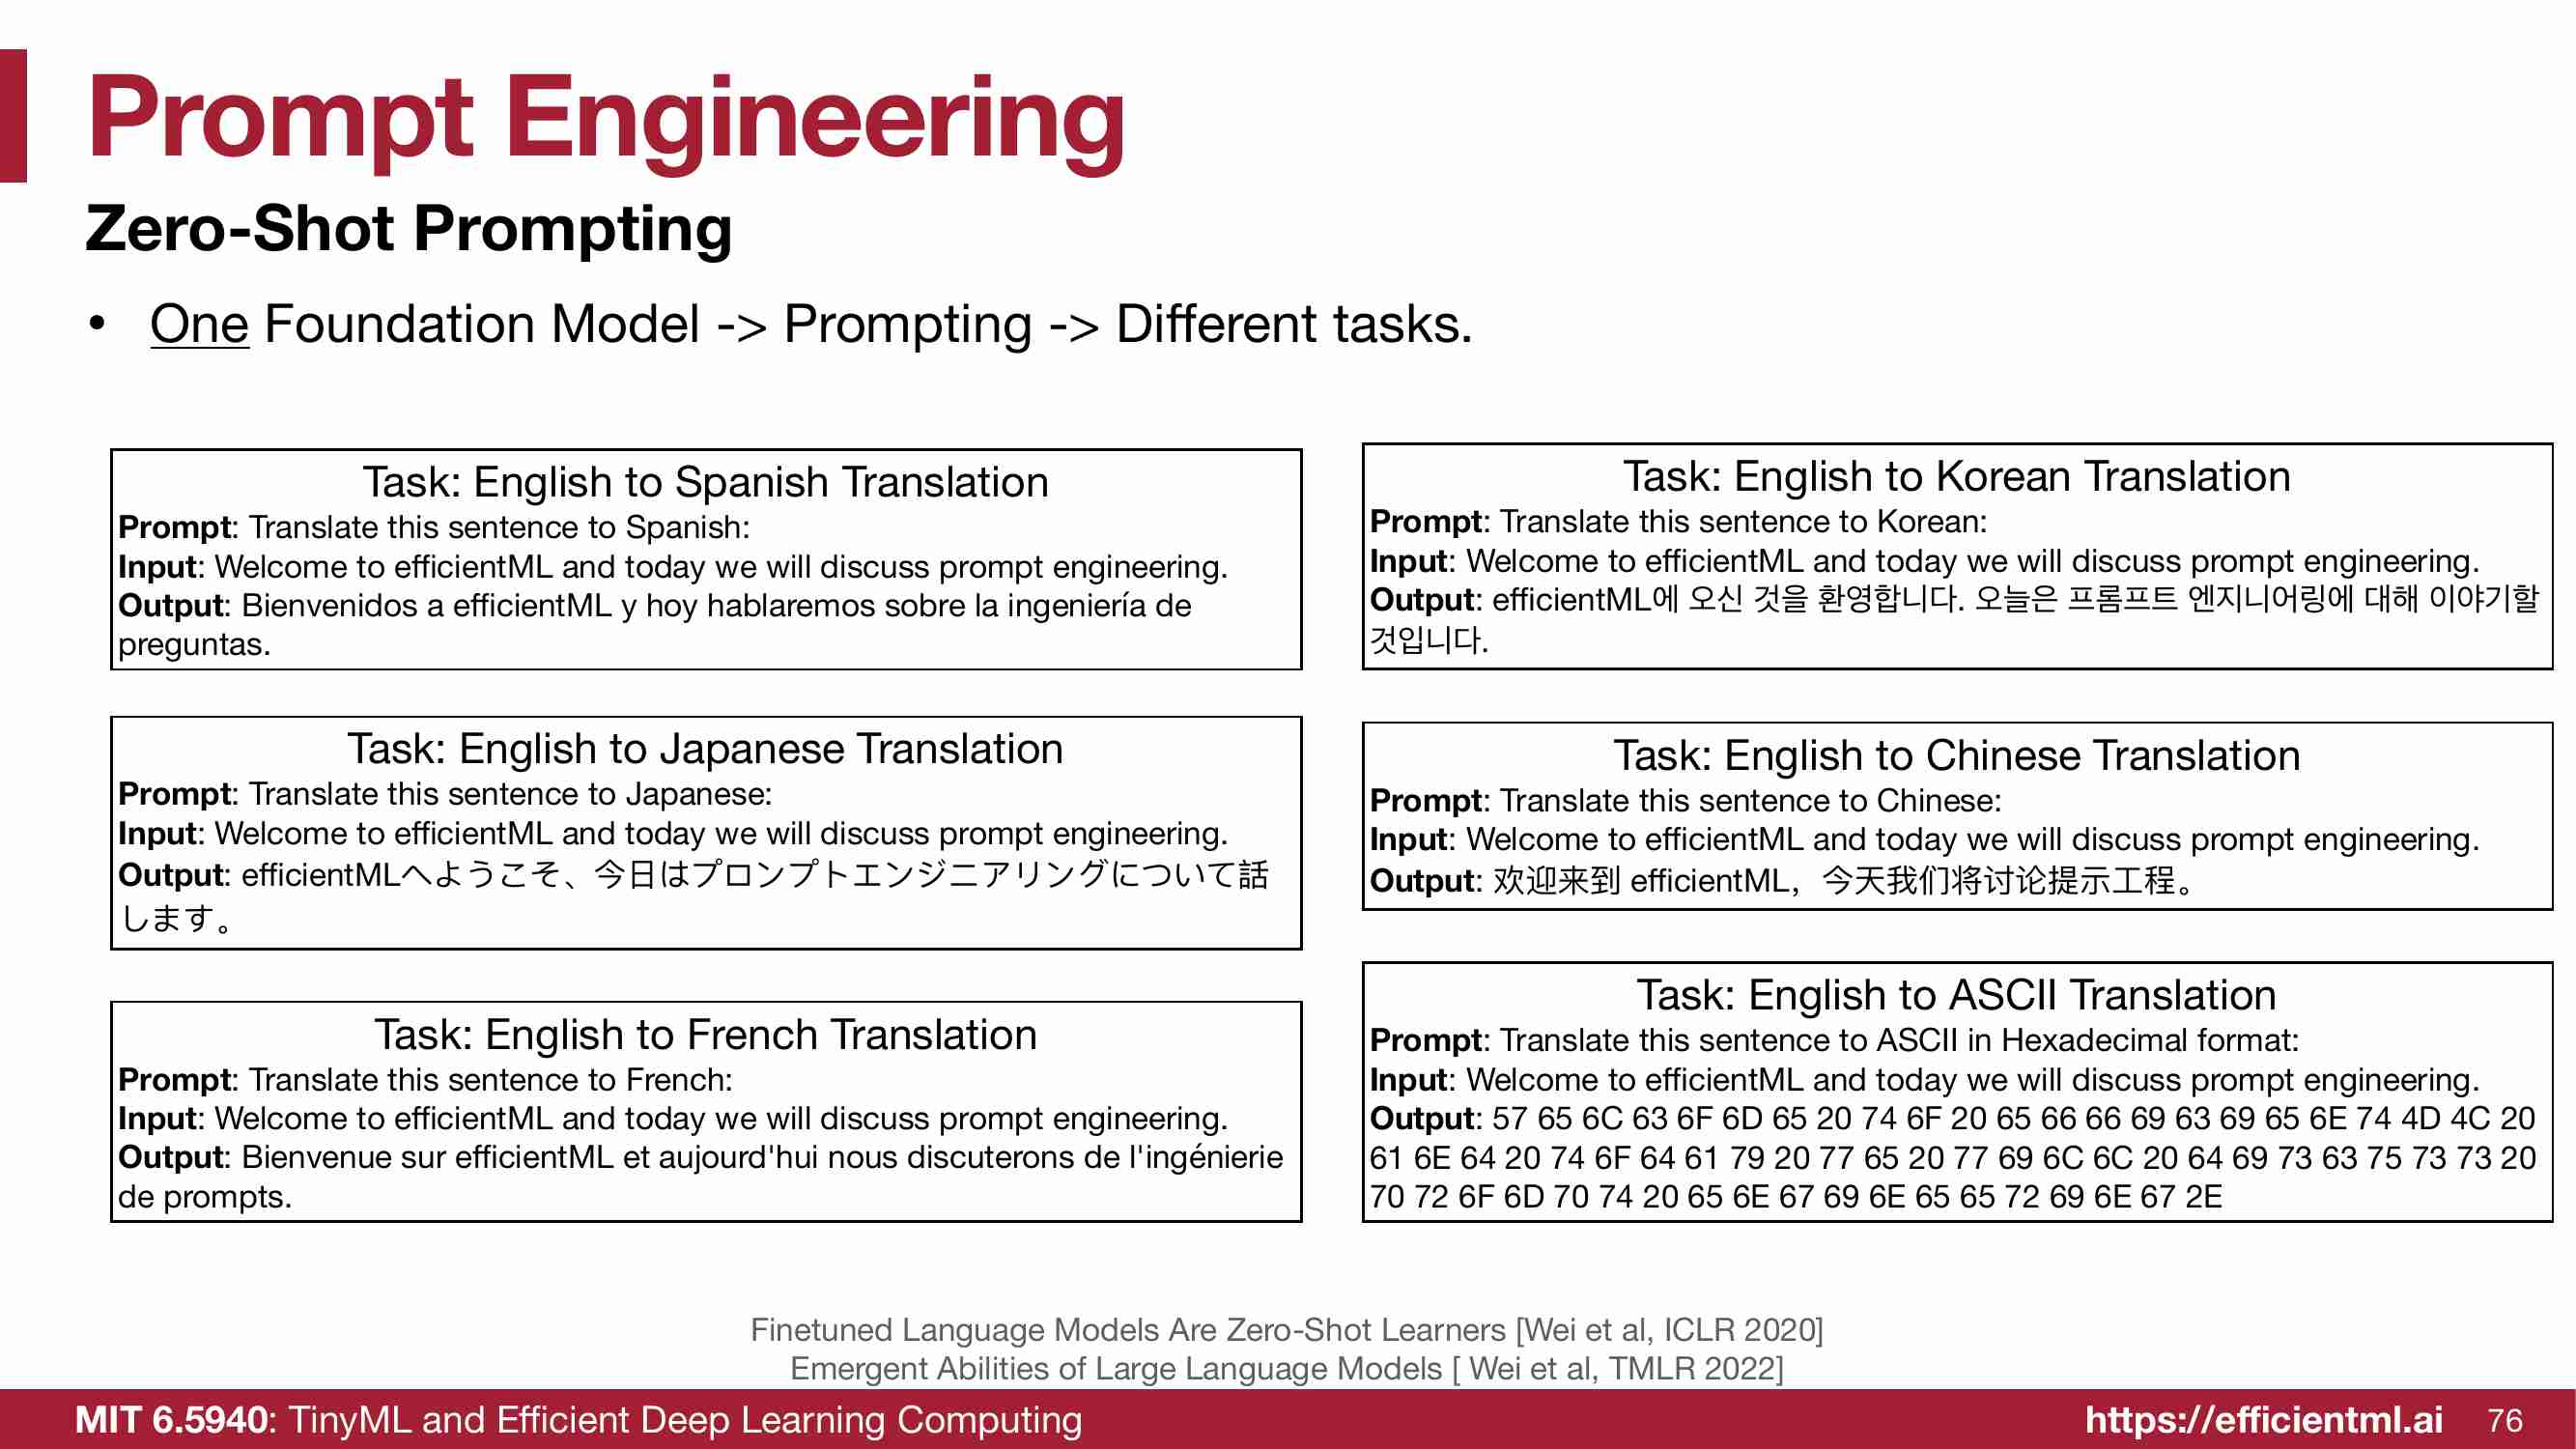 Prompt Engineering
Zero-Shot Prompting
• One Foundation Model -> Prompting -> Different tasks.
Task: English to Spanish Translation
Prompt: Translate this sentence to Spanish:
Input: Welcome to efficientML and today we will discuss prompt engineering.
Output: Bienvenidos a efficientML y hoy hablaremos sobre la ingeniería de
preguntas.
Task: English to Korean Translation
Prompt: Translate this sentence to Korean:
Input: Welcome to efficientML and today we will discuss prompt engineering.
Output: efficientML에 오신 것을 환영합니다. 오늘은 프롬프트 엔지니어링에 대해 이야기할
것입니다.
Task: English to Japanese Translation
Prompt: Translate this sentence to Japanese:
Input: Welcome to efficientML and today we will discuss prompt engineering.
Output: efficientMLへようこそ、今日はプロンプトエンジニアリングについて話
します。
Task: English to Chinese Translation
Prompt: Translate this sentence to Chinese:
Input: Welcome to efficientML and today we will discuss prompt engineering.
Output: 欢迎来到 efficientML，今天我们将讨论提示工程。
Task: English to French Translation
Prompt: Translate this sentence to French:
Input: Welcome to efficientML and today we will discuss prompt engineering.
Output: Bienvenue sur efficientML et aujourd'hui nous discuterons de l'ingénierie
de prompts.
Task: English to ASCII Translation
Prompt: Translate this sentence to ASCII in Hexadecimal format:
Input: Welcome to efficientML and today we will discuss prompt engineering.
Output: 57 65 6C 63 6F 6D 65 20 74 6F 20 65 66 66 69 63 69 65 6E 74 4D 4C 20
61 6E 64 20 74 6F 64 61 79 20 77 65 20 77 69 6C 6C 20 64 69 73 63 75 73 73 20
70 72 6F 6D 70 74 20 65 6E 67 69 6E 65 65 72 69 6E 67 2E
Finetuned Language Models Are Zero-Shot Learners [Wei et al, ICLR 2020]
Emergent Abilities of Large Language Models [ Wei et al, TMLR 2022]
MIT 6.5940: TinyML and Efficient Deep Learning Computing
https://efficientml.ai 76